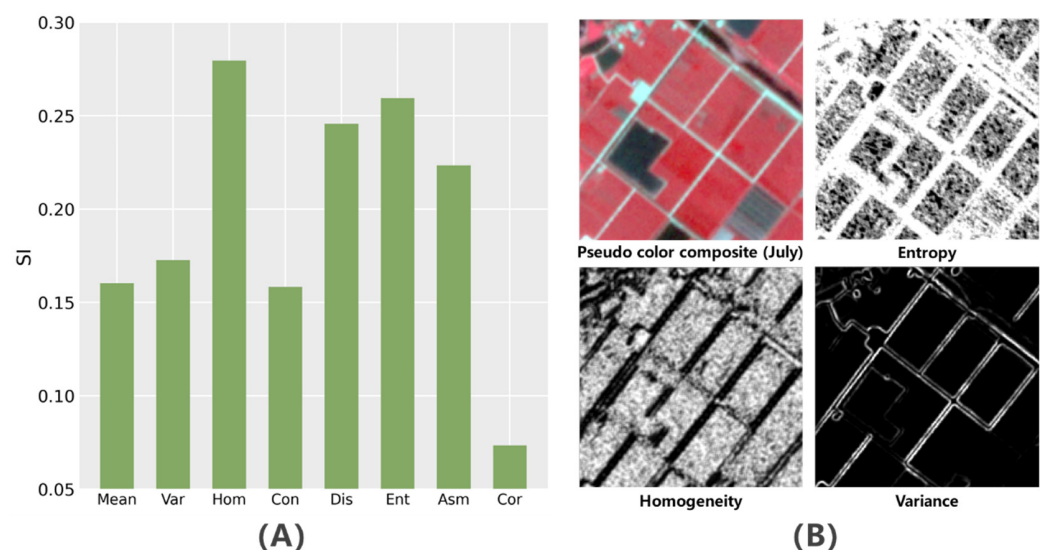 0.30
0.25
0.20
0.15
0.10
0.05
SI
Mean Var Hom Con Dis Ent Asm Cor
(A)
Pseudo color composite (July)
Entropy
Homogeneity
Variance
(B)